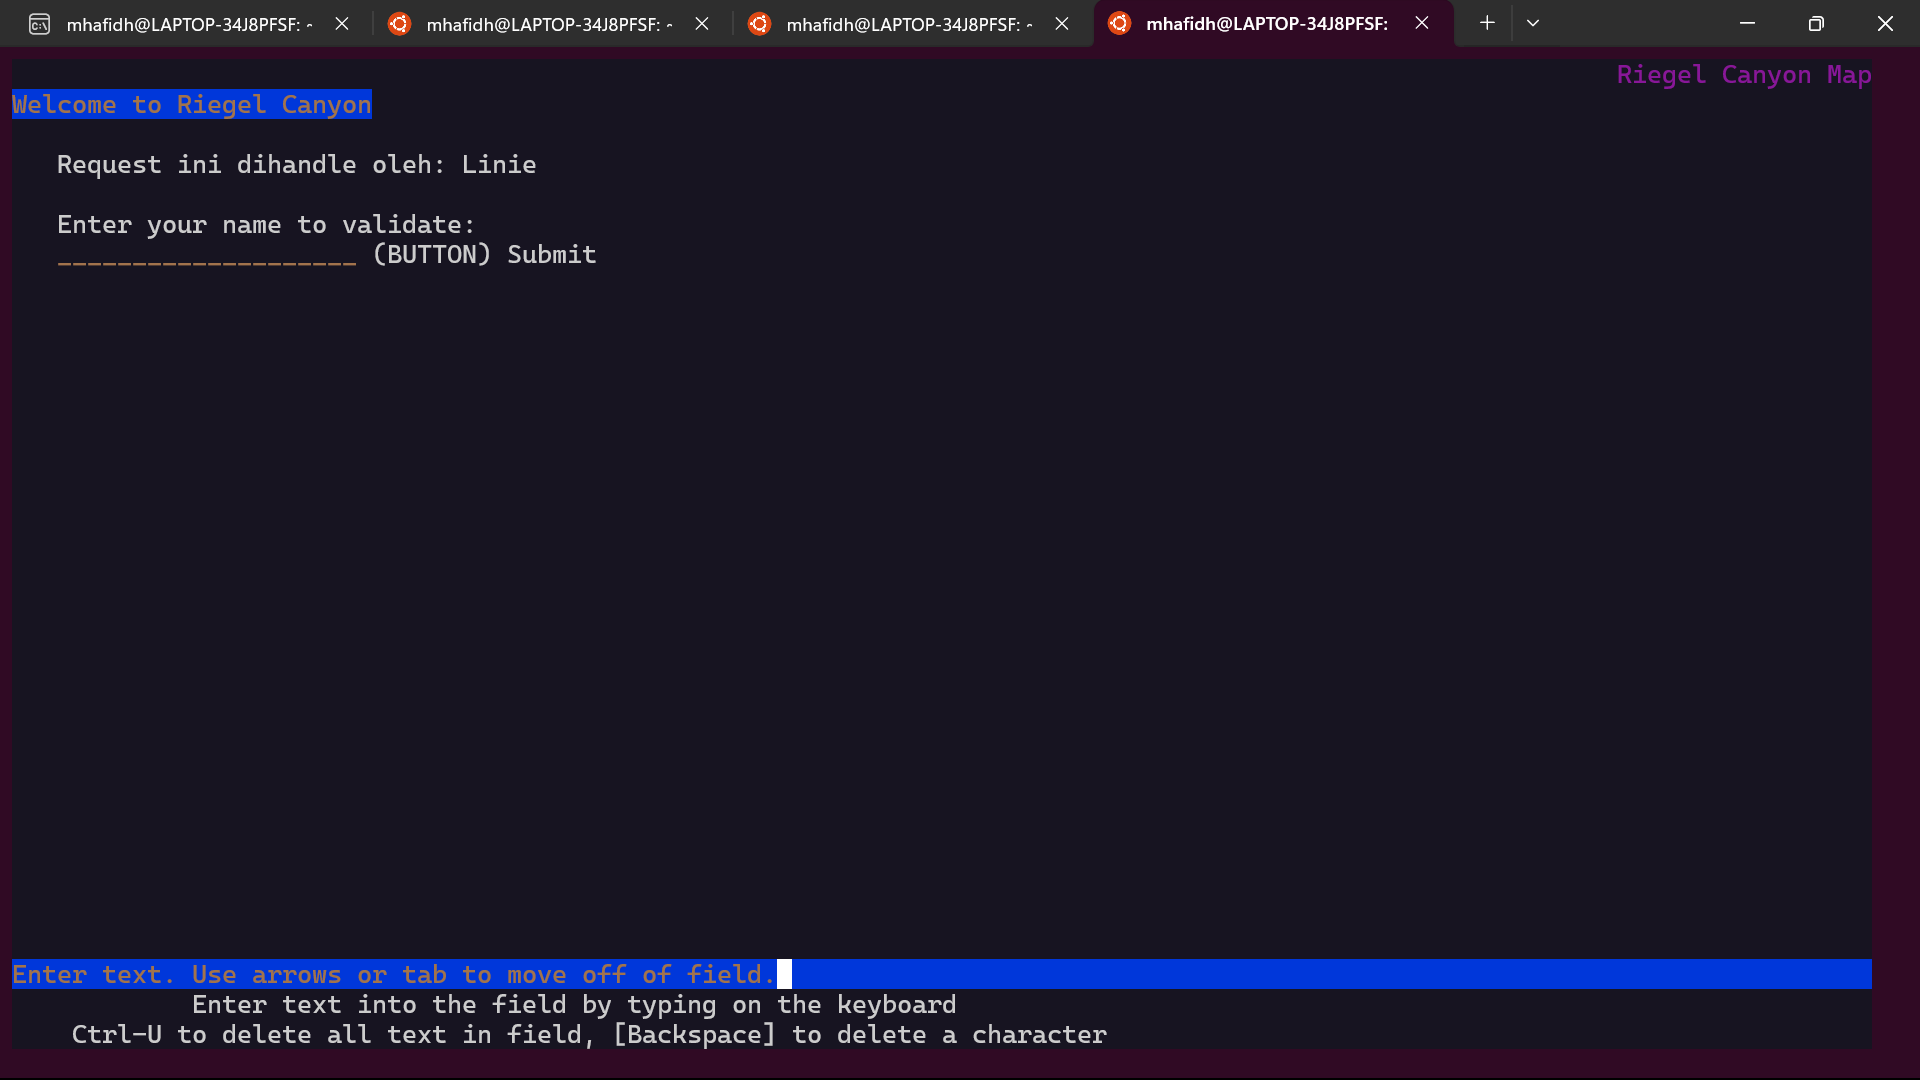 mhafidh@LAPTOP-34J8PFSF: ~
mhafidh@LAPTOP-34J8PFSF: ~
mhafidh@LAPTOP-34J8PFSF: ~
mhafidh@LAPTOP-34J8PFSF:
Riegel Canyon Map
Welcome to Riegel Canyon
Request ini dihandle oleh: Linie
Enter your name to validate:
____________________ (BUTTON) Submit
Enter text. Use arrows or tab to move off of field.
Enter text into the field by typing on the keyboard
Ctrl-U to delete all text in field, [Backspace] to delete a character